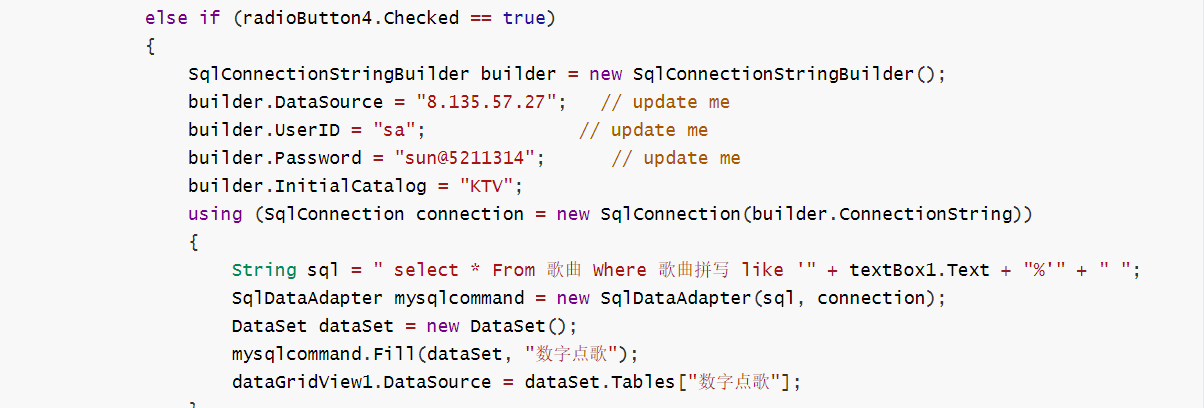 else if (radioButton4.Checked == true)
{
SqlConnectionStringBuilder builder = new SqlConnectionStringBuilder();
builder.DataSource = "8.135.57.27"; // update me
builder.UserID = "sa"; // update me
builder.Password = "sun@5211314"; // update me
builder.InitialCatalog = "KTV";
using (SqlConnection connection = new SqlConnection(builder.ConnectionString))
{
String sql = " select * From 歌曲 Where 歌曲拼写 like '" + textBox1.Text + "%'" + " ";
SqlDataAdapter mysqlcommand = new SqlDataAdapter(sql, connection);
DataSet dataSet = new DataSet();
mysqlcommand.Fill(dataSet, "数字点歌");
dataGridView1.DataSource = dataSet.Tables["数字点歌"];